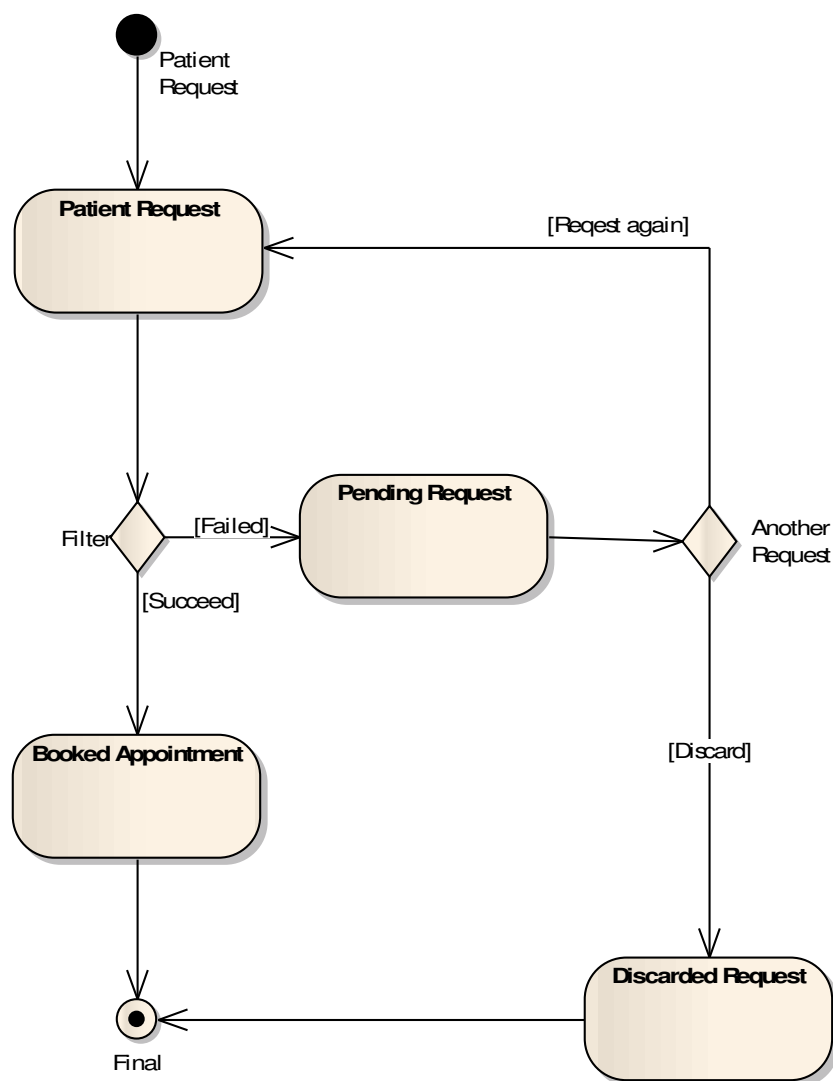 Patient
Request
Patient Request
[Reqest again]
Pending Request
[Failed]
Filter
Another
Request
[Succeed]
Booked Appointment
[Discard]
Discarded Request
Final